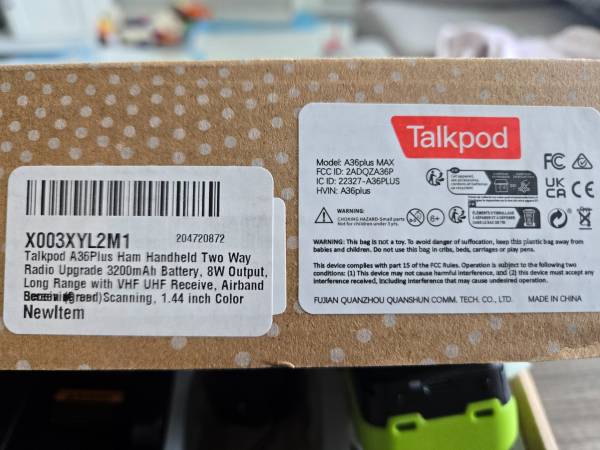 X003XYL2M1
204720872
Talkpod A36Plus Ham Handheld Two Way
Radio Upgrade 3200mAh Battery, 8W Output,
Long Range with VHF UHF Receive, Airband
Scanning, 1.44 inch Color
NewItem
Talkpod
Model: A36plus MAX
FCC ID: 2ADQZA36P
IC ID: 22327-A36PLUS
HVIN: A36plus
FC
UK
CA
CE
WARNING:
CHOKING HAZARD-Small parts
Not for children under 3 yrs.
6+
WARNING: This bag is not a toy. To avoid danger of suffocation, keep this plastic bag away from
babies and children. Do not use this bag in cribs, beds, carriages or play pens.
This device complies with part 15 of the FCC Rules. Operation is subject to the following two
conditions: (1) This device may not cause harmful interference, and (2) this device must accept any
interference received, including interference that may cause undesired operation.
FUJIAN QUANZHOU QUANSHUN COMM. TECH. CO., LTD.
MADE IN CHINA